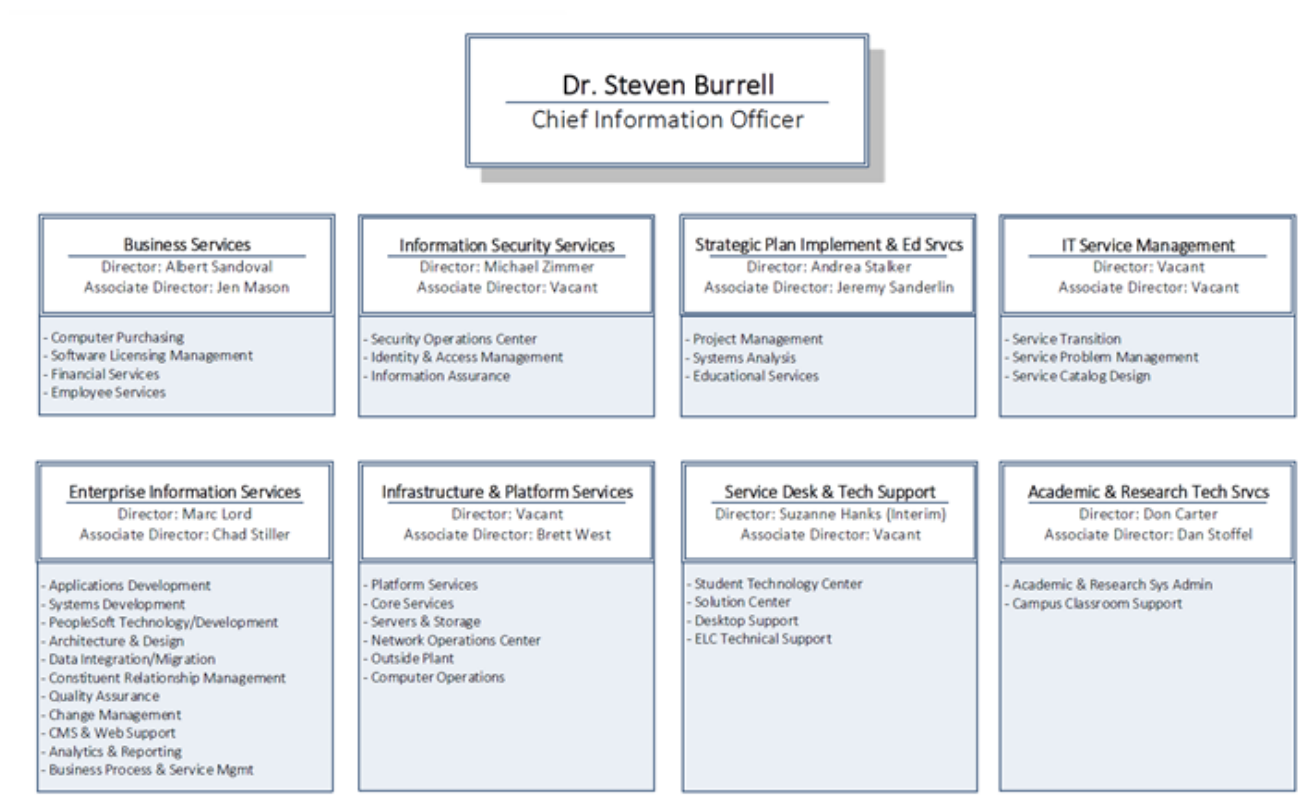 Dr. Steven Burrell
Chief Information Officer
Business Services
Director: Albert Sandoval
Associate Director: Jen Mason
- Computer Purchasing
- Software Licensing Management
- Financial Services
- Employee Services
Information Security Services
Director: Michael Zimmer
Associate Director: Vacant
- Security Operations Center
- Identity & Access Management
- Information Assurance
Strategic Plan Implement & Ed Srvcs
Director: Andrea Stalker
Associate Director: Jeremy Sanderlin
- Project Management
- Systems Analysis
- Educational Services
IT Service Management
Director: Vacant
Associate Director: Vacant
- Service Transition
- Service Problem Management
- Service Catalog Design
Enterprise Information Services
Director: Marc Lord
Associate Director: Chad Stiller
- Applications Development
- Systems Development
- PeopleSoft Technology/Development
- Architecture & Design
- Data Integration/Migration
- Constituent Relationship Management
- Quality Assurance
- Change Management
- CMS & Web Support
- Analytics & Reporting
- Business Process & Service Mgmt
Infrastructure & Platform Services
Director: Vacant
Associate Director: Brett West
- Platform Services
- Core Services
- Servers & Storage
- Network Operations Center
- Outside Plant
- Computer Operations
Service Desk & Tech Support
Director: Suzanne Hanks (Interim)
Associate Director: Vacant
- Student Technology Center
- Solution Center
- Desktop Support
- ELC Technical Support
Academic & Research Tech Srvcs
Director: Don Carter
Associate Director: Dan Stoffel
- Academic & Research Sys Admin
- Campus Classroom Support